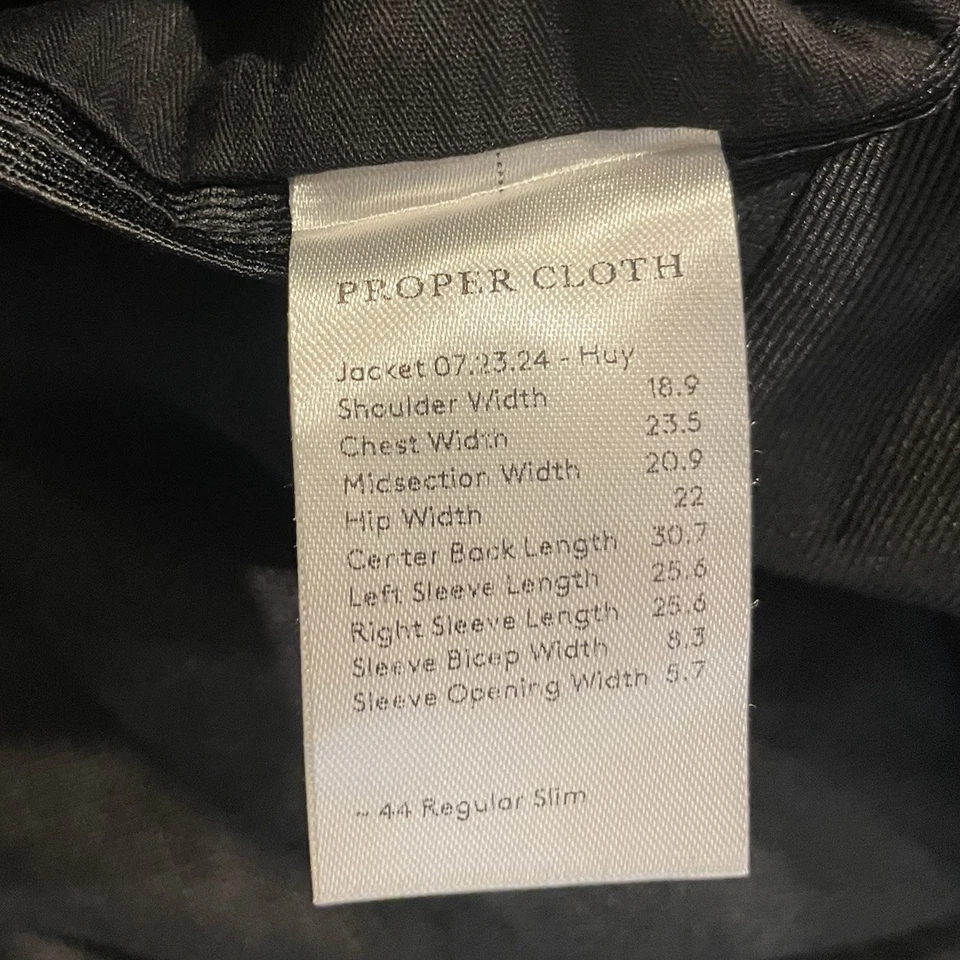 PROPER CLOTH
Jacket 07.23.24 - Huy
Shoulder Width 18.9
Chest Width 23.5
Midsection Width 20.9
Hip Width 22
Center Back Length 30.7
Left Sleeve Length 25.6
Right Sleeve Length 25.6
Sleeve Bicep Width 8.3
Sleeve Opening Width 5.7
~ 44 Regular Slim